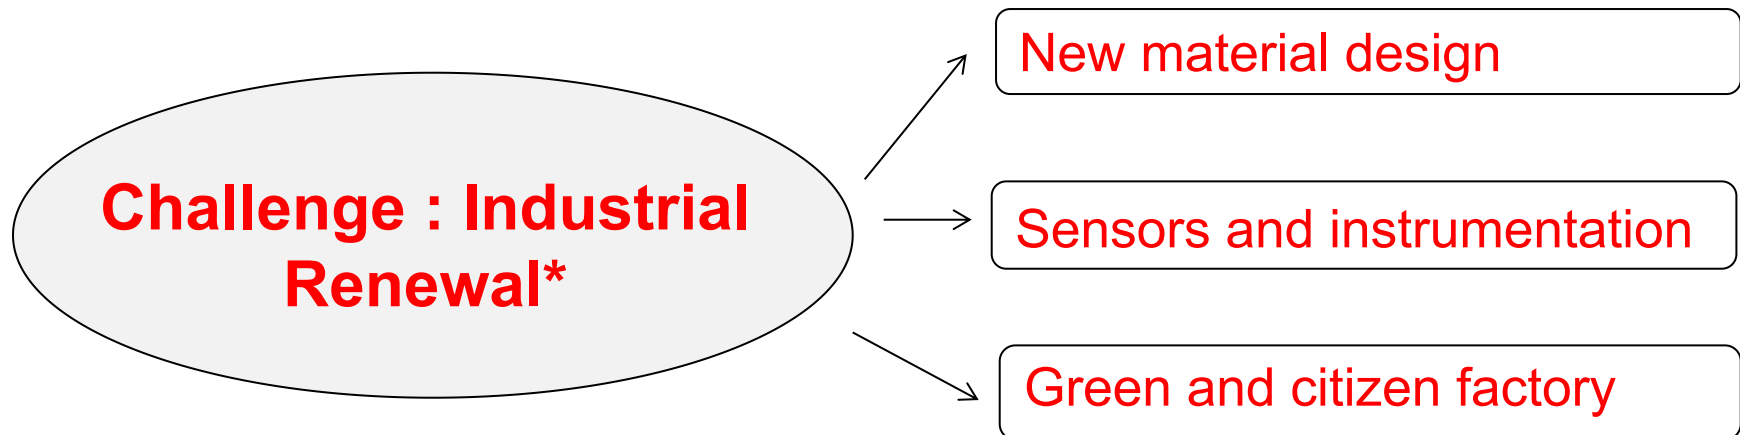 Challenge : Industrial
Renewal*
New material design
Sensors and instrumentation
Green and citizen factory